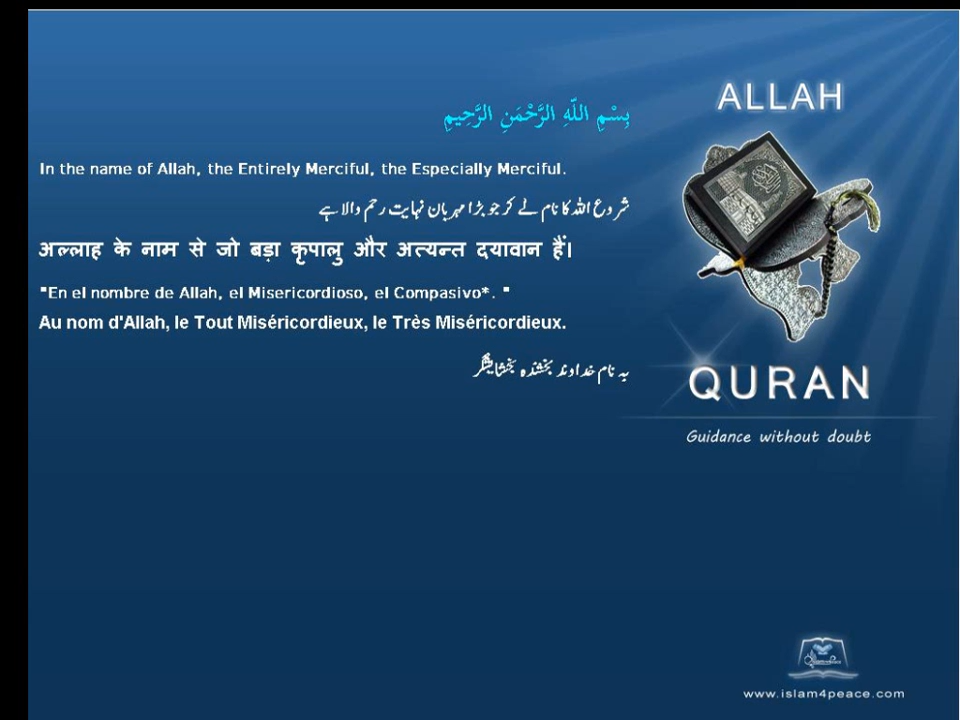 بِسْمِ اللّهِ الرَّحْمَنِ الرَّحِيمِ
In the name of Allah, the Entirely Merciful, the Especially Merciful.
شروع الله کا نام لے کر جو بڑا مہربان نہایت رحم والا ہے
अल्लाह के नाम से जो बड़ा कृपालु और अत्यन्त दयावान हैं।
"En el nombre de Allah, el Misericordioso, el Compasivo*. "
Au nom d'Allah, le Tout Miséricordieux, le Très Miséricordieux.
به نام خداوند بخشنده بخشایشگر
ALLAH
QURAN
Guidance without doubt
www.islam4peace.com